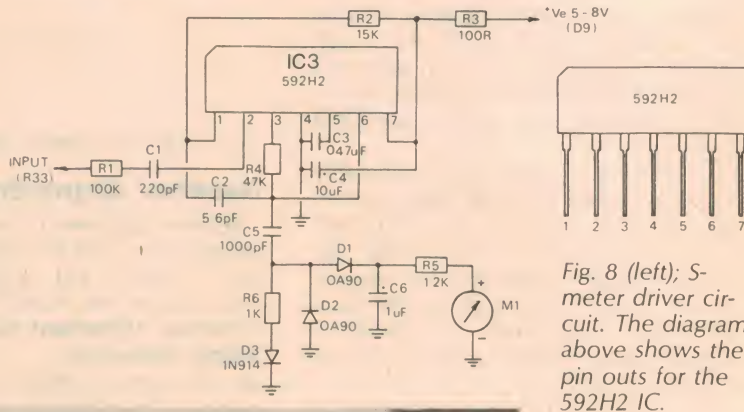 R2
15K
R3
100R
+Ve 5-8V
(D9)
IC3
592H2
1 2 3 4 5 6 7
INPUT
(R33)
R1
100K
C1
220pF
C2
5 6pF
R4
47K
C3
047uF
C4
10uF
C5
1000pF
D1
OA90
R5
1.2K
R6
1K
D2
OA90
C6
1uF
M1
+
-
D3
1N914
592H2
1 2 3 4 5 6 7
Fig. 8 (left); S-
meter driver cir-
cuit. The diagram
above shows the
pin outs for the
592H2 IC.